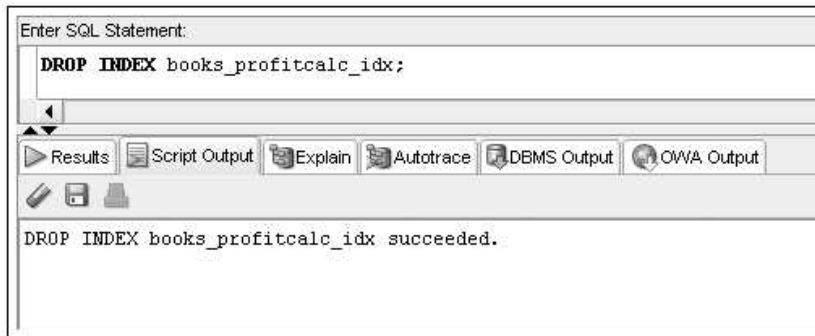 Enter SQL Statement:
DROP INDEX books_profitcalc_idx;
Results Script Output Explain Autotrace DBMS Output OWA Output
DROP INDEX books_profitcalc_idx succeeded.